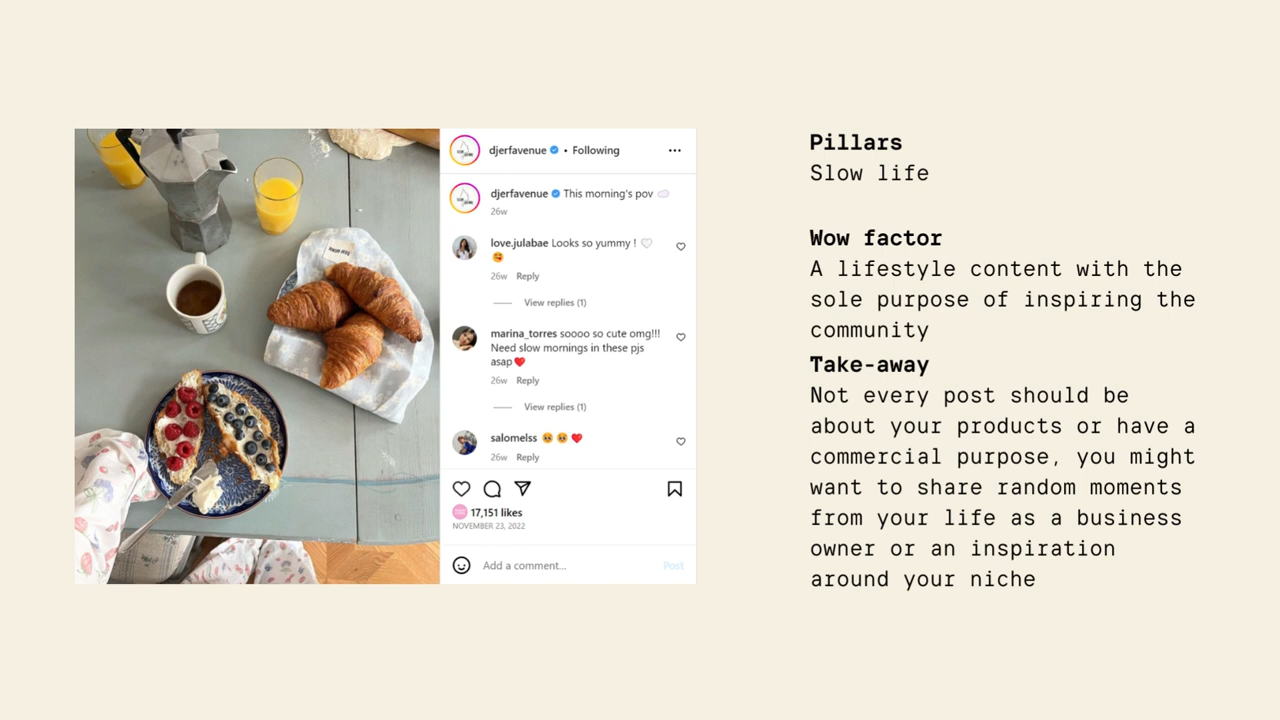 djerfavenue • Following
djerfavenue This morning's pov
26w
love.julabae Looks so yummy ! 🤍
🥰
26w Reply
View replies (1)
marina_torres soooo so cute omg!!!
Need slow mornings in these pjs
asap❤️
26w Reply
View replies (1)
salomelss 🥹🥹❤️
26w Reply
17,151 likes
NOVEMBER 23, 2022
Add a comment...
Post
Pillars
Slow life
Wow factor
A lifestyle content with the
sole purpose of inspiring the
community
Take-away
Not every post should be
about your products or have a
commercial purpose, you might
want to share random moments
from your life as a business
owner or an inspiration
around your niche